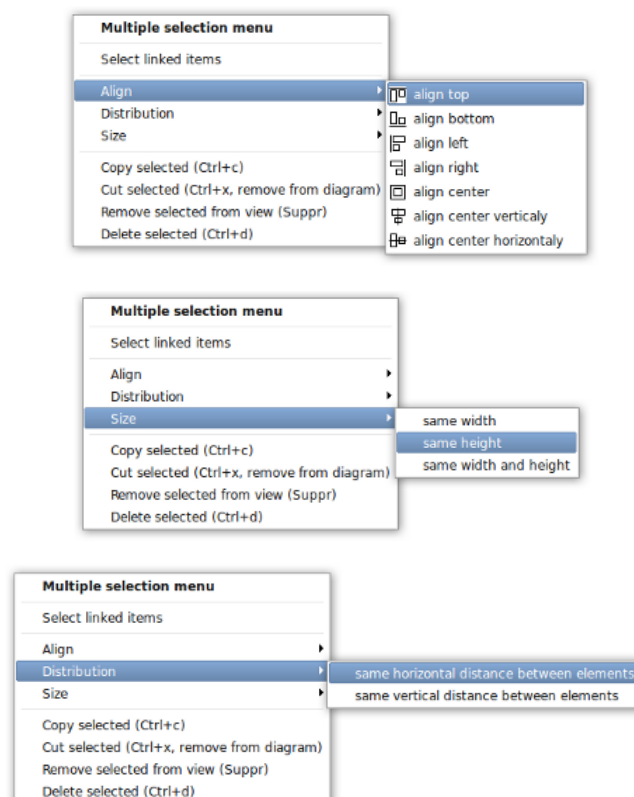 Multiple selection menu
Select linked items
Align
Distribution
Size
Copy selected (Ctrl+c)
Cut selected (Ctrl+x, remove from diagram)
Remove selected from view (Suppr)
Delete selected (Ctrl+d)
align top
align bottom
align left
align right
align center
align center verticaly
align center horizontaly
Multiple selection menu
Select linked items
Align
Distribution
Size
Copy selected (Ctrl+c)
Cut selected (Ctrl+x, remove from diagram)
Remove selected from view (Suppr)
Delete selected (Ctrl+d)
same width
same height
same width and height
Multiple selection menu
Select linked items
Align
Distribution
Size
Copy selected (Ctrl+c)
Cut selected (Ctrl+x, remove from diagram)
Remove selected from view (Suppr)
Delete selected (Ctrl+d)
same horizontal distance between elements
same vertical distance between elements